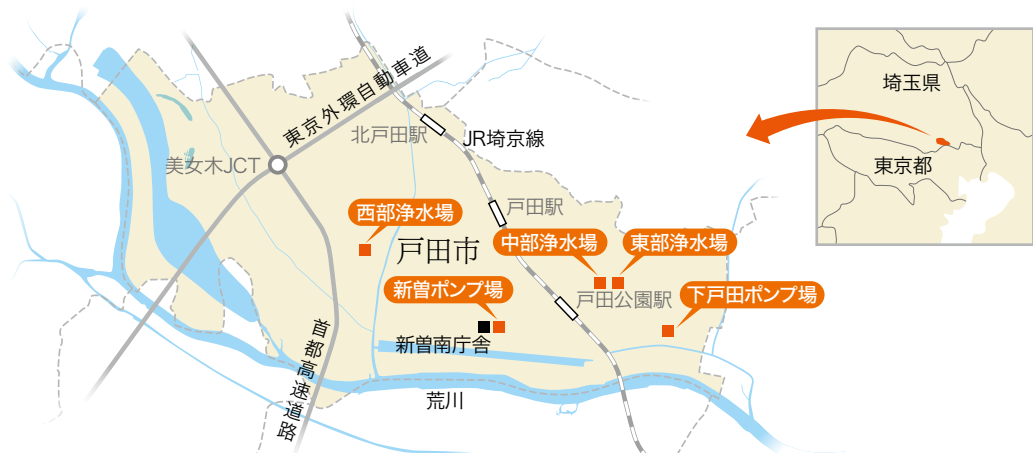 東京外環自動車道
北戸田駅
JR埼京線
美女木JCT
戸田駅
西部浄水場
戸田市
中部浄水場
東部浄水場
新曽ポンプ場
戸田公園駅
下戸田ポンプ場
新曽南庁舎
首都高速道路
荒川
埼玉県
東京都